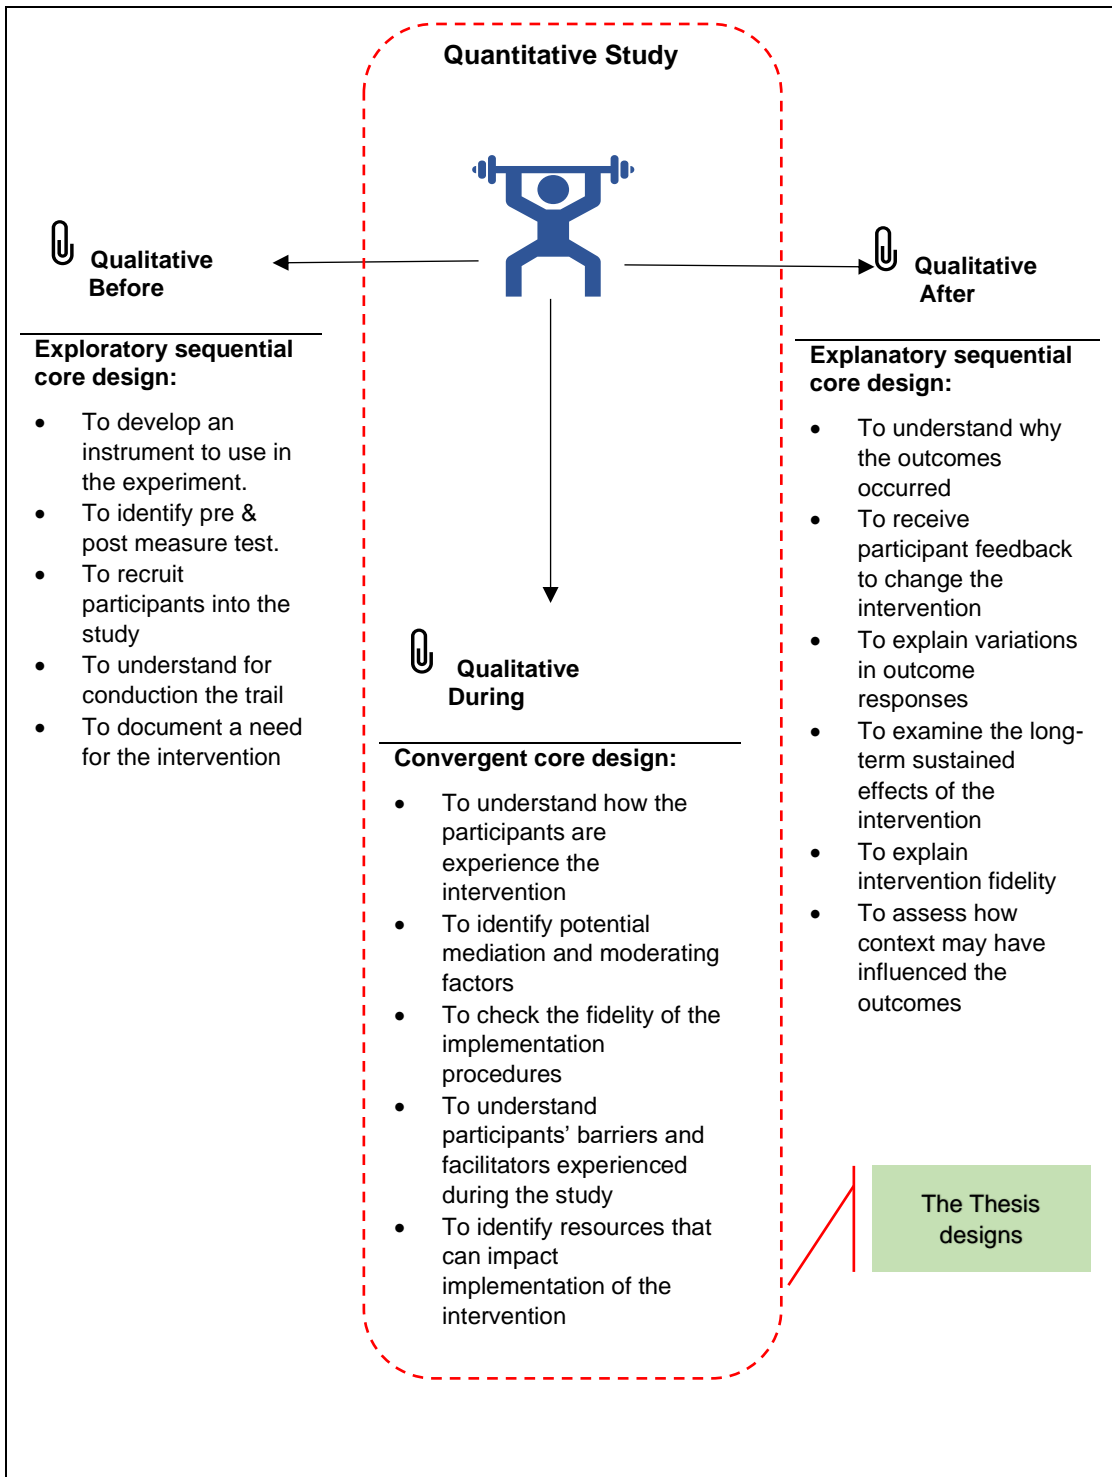 Quantitative Study
Qualitative
Before
Exploratory sequential
core design:
• To develop an
instrument to use in
the experiment.
• To identify pre &
post measure test.
• To recruit
participants into the
study
• To understand for
conduction the trail
• To document a need
for the intervention
Qualitative
During
Convergent core design:
• To understand how the
participants are
experience the
intervention
• To identify potential
mediation and moderating
factors
• To check the fidelity of the
implementation
procedures
• To understand
participants’ barriers and
facilitators experienced
during the study
• To identify resources that
can impact
implementation of the
intervention
Qualitative
After
Explanatory sequential
core design:
• To understand why
the outcomes
occurred
• To receive
participant feedback
to change the
intervention
• To explain variations
in outcome
responses
• To examine the long-
term sustained
effects of the
intervention
• To explain
intervention fidelity
• To assess how
context may have
influenced the
outcomes
The Thesis
designs